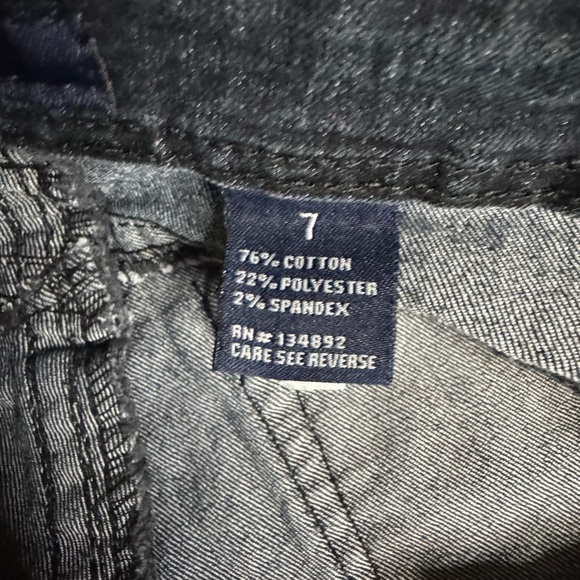 7
76% COTTON
22% POLYESTER
2% SPANDEX
RN# 134892
CARE SEE REVERSE